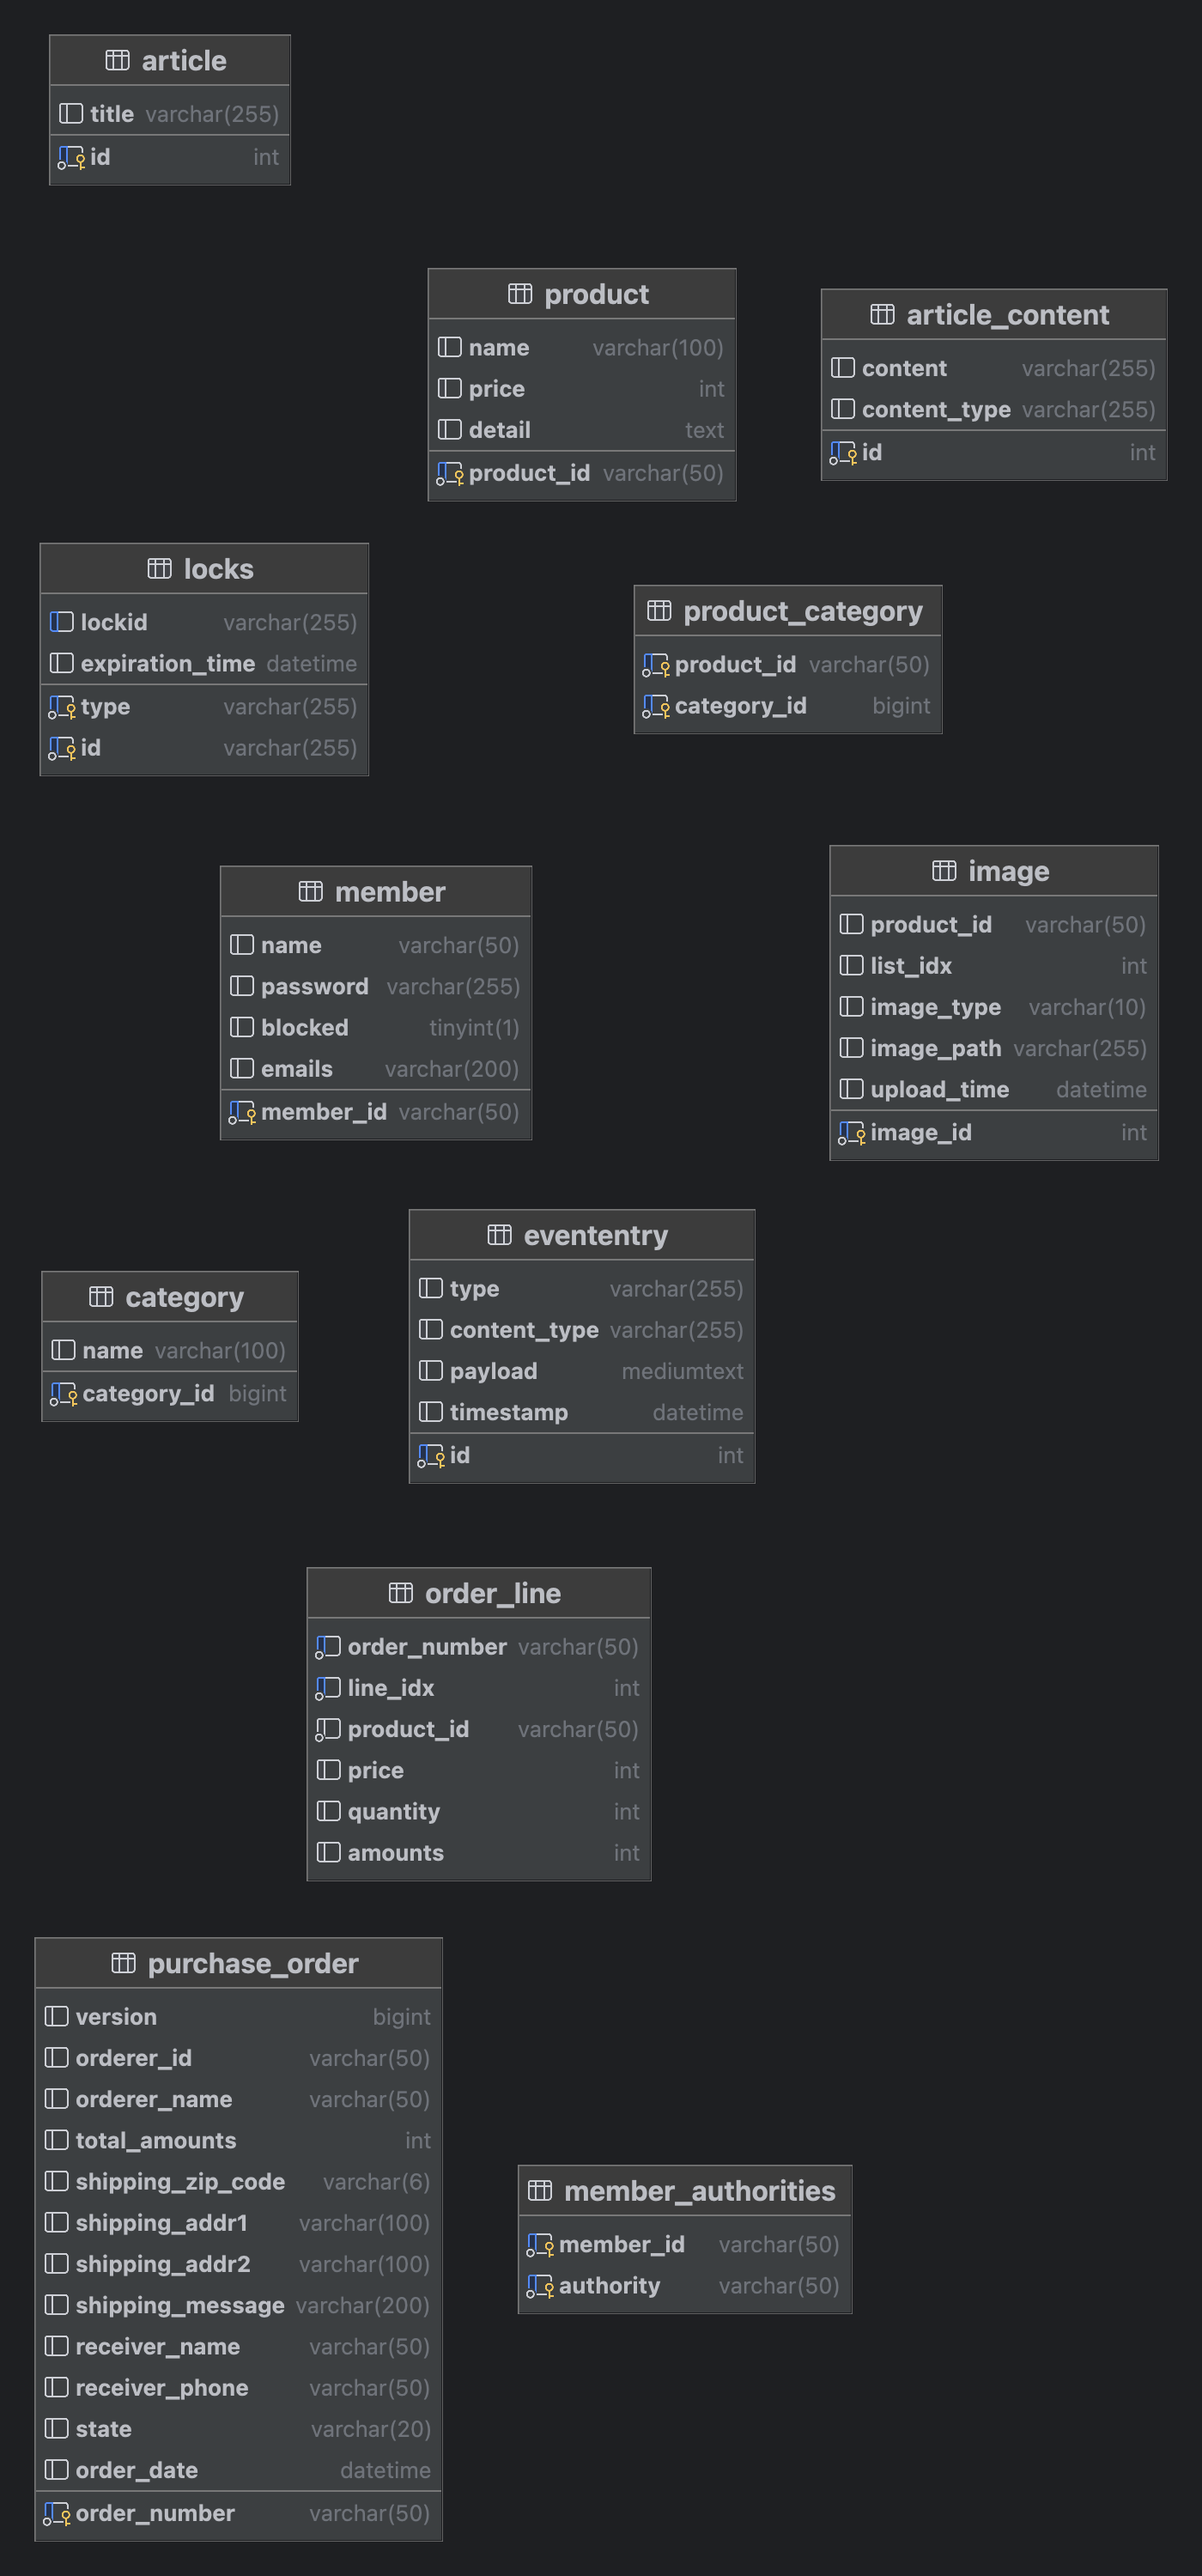 article
title varchar(255)
id int
product
name varchar(100)
price int
detail text
product_id varchar(50)
article_content
content varchar(255)
content_type varchar(255)
id int
locks
lockid varchar(255)
expiration_time datetime
type varchar(255)
id varchar(255)
product_category
product_id varchar(50)
category_id bigint
member
name varchar(50)
password varchar(255)
blocked tinyint(1)
emails varchar(200)
member_id varchar(50)
image
product_id varchar(50)
list_idx int
image_type varchar(10)
image_path varchar(255)
upload_time datetime
image_id int
category
name varchar(100)
category_id bigint
evententry
type varchar(255)
content_type varchar(255)
payload mediumtext
timestamp datetime
id int
order_line
order_number varchar(50)
line_idx int
product_id varchar(50)
price int
quantity int
amounts int
purchase_order
version bigint
orderer_id varchar(50)
orderer_name varchar(50)
total_amounts int
shipping_zip_code varchar(6)
shipping_addr1 varchar(100)
shipping_addr2 varchar(100)
shipping_message varchar(200)
receiver_name varchar(50)
receiver_phone varchar(50)
state varchar(20)
order_date datetime
order_number varchar(50)
member_authorities
member_id varchar(50)
authority varchar(50)